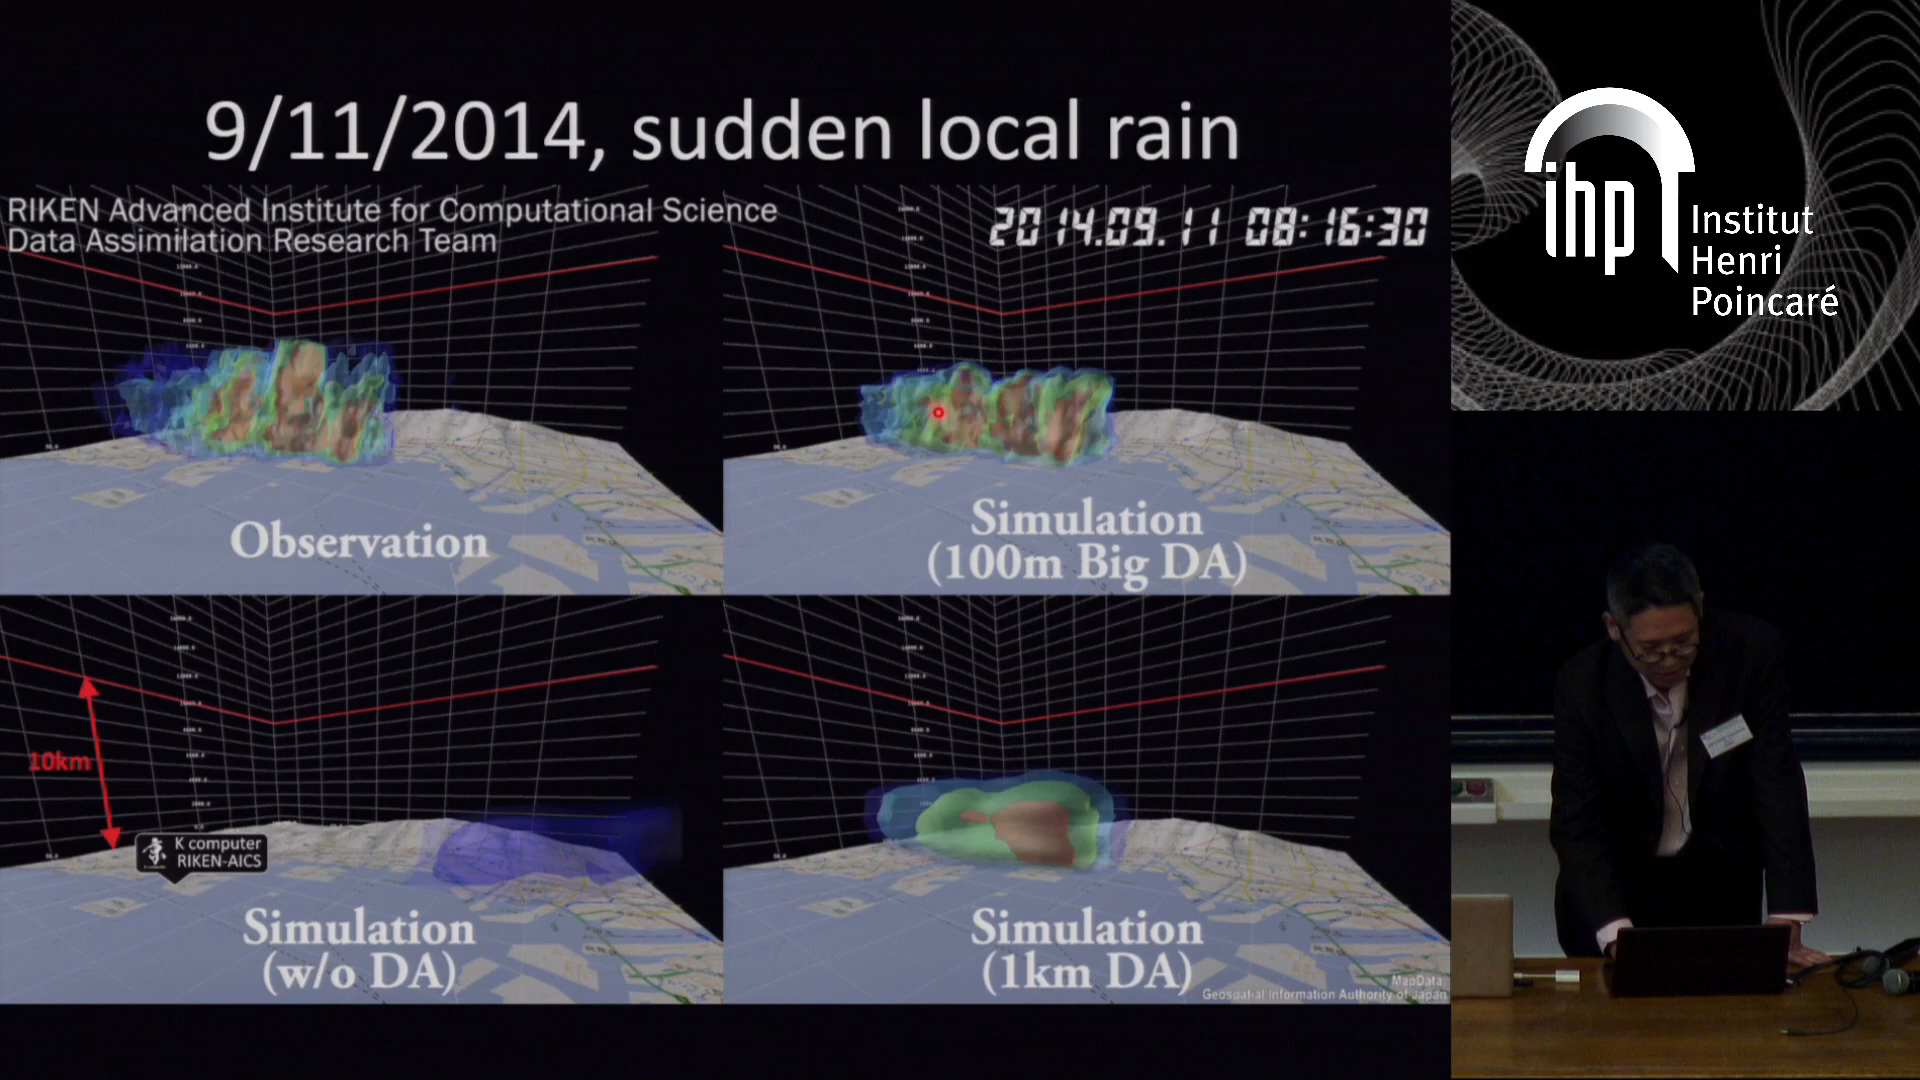 9/11/2014, sudden local rain
RIKEN Advanced Institute for Computational Science
Data Assimilation Research Team
2014.09.11 08:16:30
Observation
Simulation
(100m Big DA)
10km
K computer
RIKEN-AICS
Simulation
(w/o DA)
Simulation
(1km DA)
MapData:
Geospatial Information Authority of Japan
ihp
Institut
Henri
Poincaré